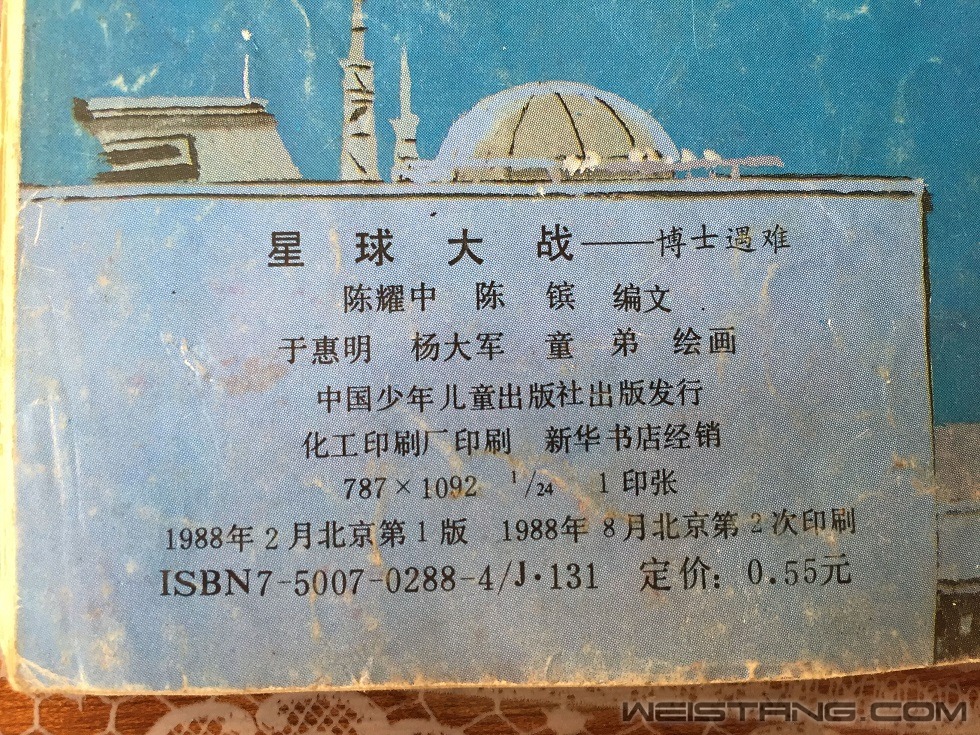 星球大战——博士遇难
陈耀中 陈镔 编文
于惠明 杨大军 童弟 绘画
中国少年儿童出版社出版发行
化工印刷厂印刷 新华书店经销
787×1092 1/24 1印张
1988年2月北京第1版 1988年8月北京第2次印刷
ISBN7-5007-0288-4/J·131 定价：0.55元
WEISTANG.COM